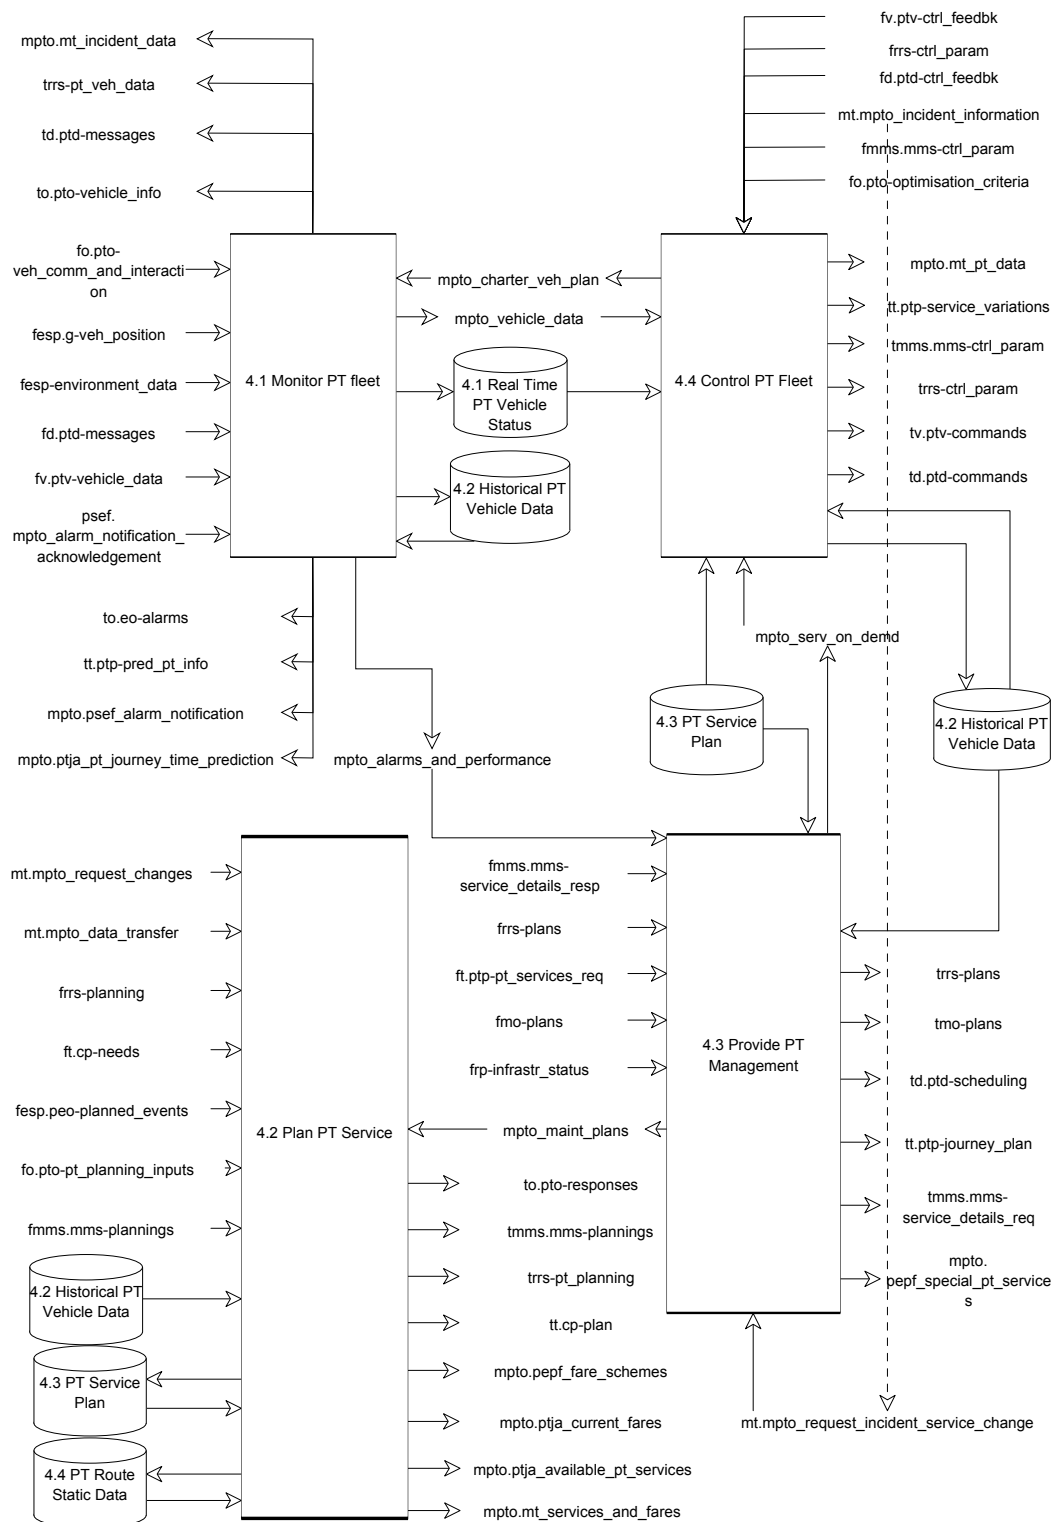 fv.ptv-ctrl_feedbk
mpto.mt_incident_data
frrs-ctrl_param
trrs-pt_veh_data
fd.ptd-ctrl_feedbk
mt.mpto_incident_information
td.ptd-messages
fmms.mms-ctrl_param
to.pto-vehicle_info
fo.pto-optimisation_criteria
fo.pto-
veh_comm_and_interacti
on
fesp.g-veh_position
fesp-environment_data
fd.ptd-messages
fv.ptv-vehicle_data
psef.
mpto_alarm_notification_
acknowledgement
4.1 Monitor PT fleet
mpto_charter_veh_plan
mpto_vehicle_data
4.1 Real Time
PT Vehicle
Status
4.2 Historical PT
Vehicle Data
4.4 Control PT Fleet
mpto.mt_pt_data
tt.ptp-service_variations
tmms.mms-ctrl_param
trrs-ctrl_param
tv.ptv-commands
td.ptd-commands
to.eo-alarms
tt.ptp-pred_pt_info
mpto.psef_alarm_notification
mpto.ptja_pt_journey_time_prediction
mpto_alarms_and_performance
mpto_serv_on_demd
4.3 PT Service
Plan
4.2 Historical PT
Vehicle Data
mt.mpto_request_changes
mt.mpto_data_transfer
frrs-planning
ft.cp-needs
fesp.peo-planned_events
fo.pto-pt_planning_inputs
fmms.mms-plannings
4.2 Historical PT
Vehicle Data
4.3 PT Service
Plan
4.4 PT Route
Static Data
4.2 Plan PT Service
fmms.mms-
service_details_resp
frrs-plans
ft.ptp-pt_services_req
fmo-plans
frp-infrastr_status
mpto_maint_plans
to.pto-responses
tmms.mms-plannings
trrs-pt_planning
tt.cp-plan
mpto.pepf_fare_schemes
mpto.ptja_current_fares
mpto.ptja_available_pt_services
mpto.mt_services_and_fares
4.3 Provide PT
Management
trrs-plans
tmo-plans
td.ptd-scheduling
tt.ptp-journey_plan
tmms.mms-
service_details_req
mpto.
pepf_special_pt_service
s
mt.mpto_request_incident_service_change